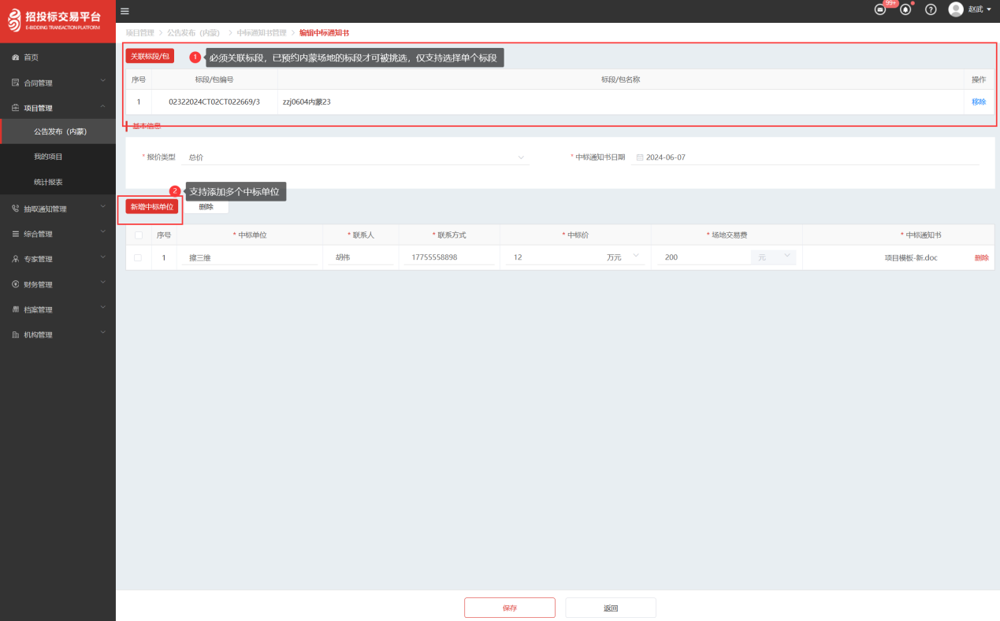 招投标交易平台
E-BIDDING TRANSACTION PLATFORM
99+
赵武
项目管理 > 公告发布（内蒙） > 中标通知书管理 > 编辑中标通知书
首页
合同管理
项目管理
公告发布（内蒙）
我的项目
统计报表
抽取通知管理
综合管理
专家管理
财务管理
档案管理
机构管理
关联标段/包
1 必须关联标段，已预约内蒙场地的标段才可被挑选，仅支持选择单个标段
序号 标段/包编号 标段/包名称 操作
1 02322024CT02CT022669/3 zzj0604内蒙23 移除
基本信息
* 报价类型 总价 * 中标通知书日期 2024-06-07
2 支持添加多个中标单位
新增中标单位 删除
序号 * 中标单位 * 联系人 * 联系方式 * 中标价 * 场地交易费 * 中标通知书
1 擦三维 胡伟 17755558898 12 万元 200 元 项目模板-新.doc 删除
保存 返回